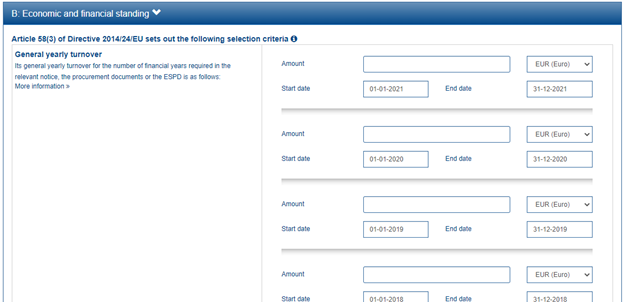 B: Economic and financial standing
Article 58(3) of Directive 2014/24/EU sets out the following selection criteria
General yearly turnover
Its general yearly turnover for the number of financial years required in the
relevant notice, the procurement documents or the ESPD is as follows:
More information »
Amount EUR (Euro)
Start date 01-01-2021 End date 31-12-2021
Amount EUR (Euro)
Start date 01-01-2020 End date 31-12-2020
Amount EUR (Euro)
Start date 01-01-2019 End date 31-12-2019
Amount EUR (Euro)
Start date 01-01-2018 End date 31-12-2018